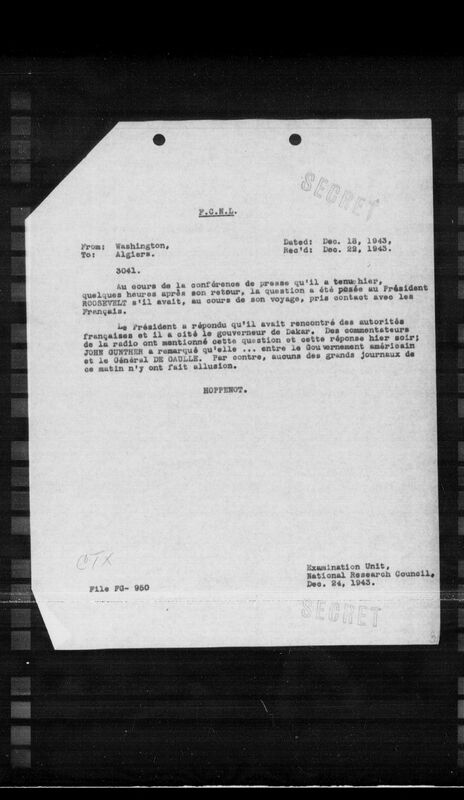 SECRET
F.C.N.L.
From: Washington,
To: Algiers.
Dated: Dec. 18, 1943.
Rec'd: Dec. 22, 1943.
3041.
Au cours de la conférence de presse qu'il a tenue hier,
quelques heures après son retour, la question a été posée au Président
ROOSEVELT s'il avait, au cours de son voyage, pris contact avec les
Français.
Le Président a répondu qu'il avait rencontré des autorités
françaises et il a cité le gouverneur de Dakar. Des commentateurs
de la radio ont mentionné cette question et cette réponse hier soir;
JOHN GUNTHER a remarqué qu'elle ... entre le Gouvernement américain
et le Général DE GAULLE. Par contre, aucuns des grands journaux de
ce matin n'y ont fait allusion.
HOPPENOT.
CTX
File FG- 950
Examination Unit,
National Research Council,
Dec. 24, 1943.
SECRET